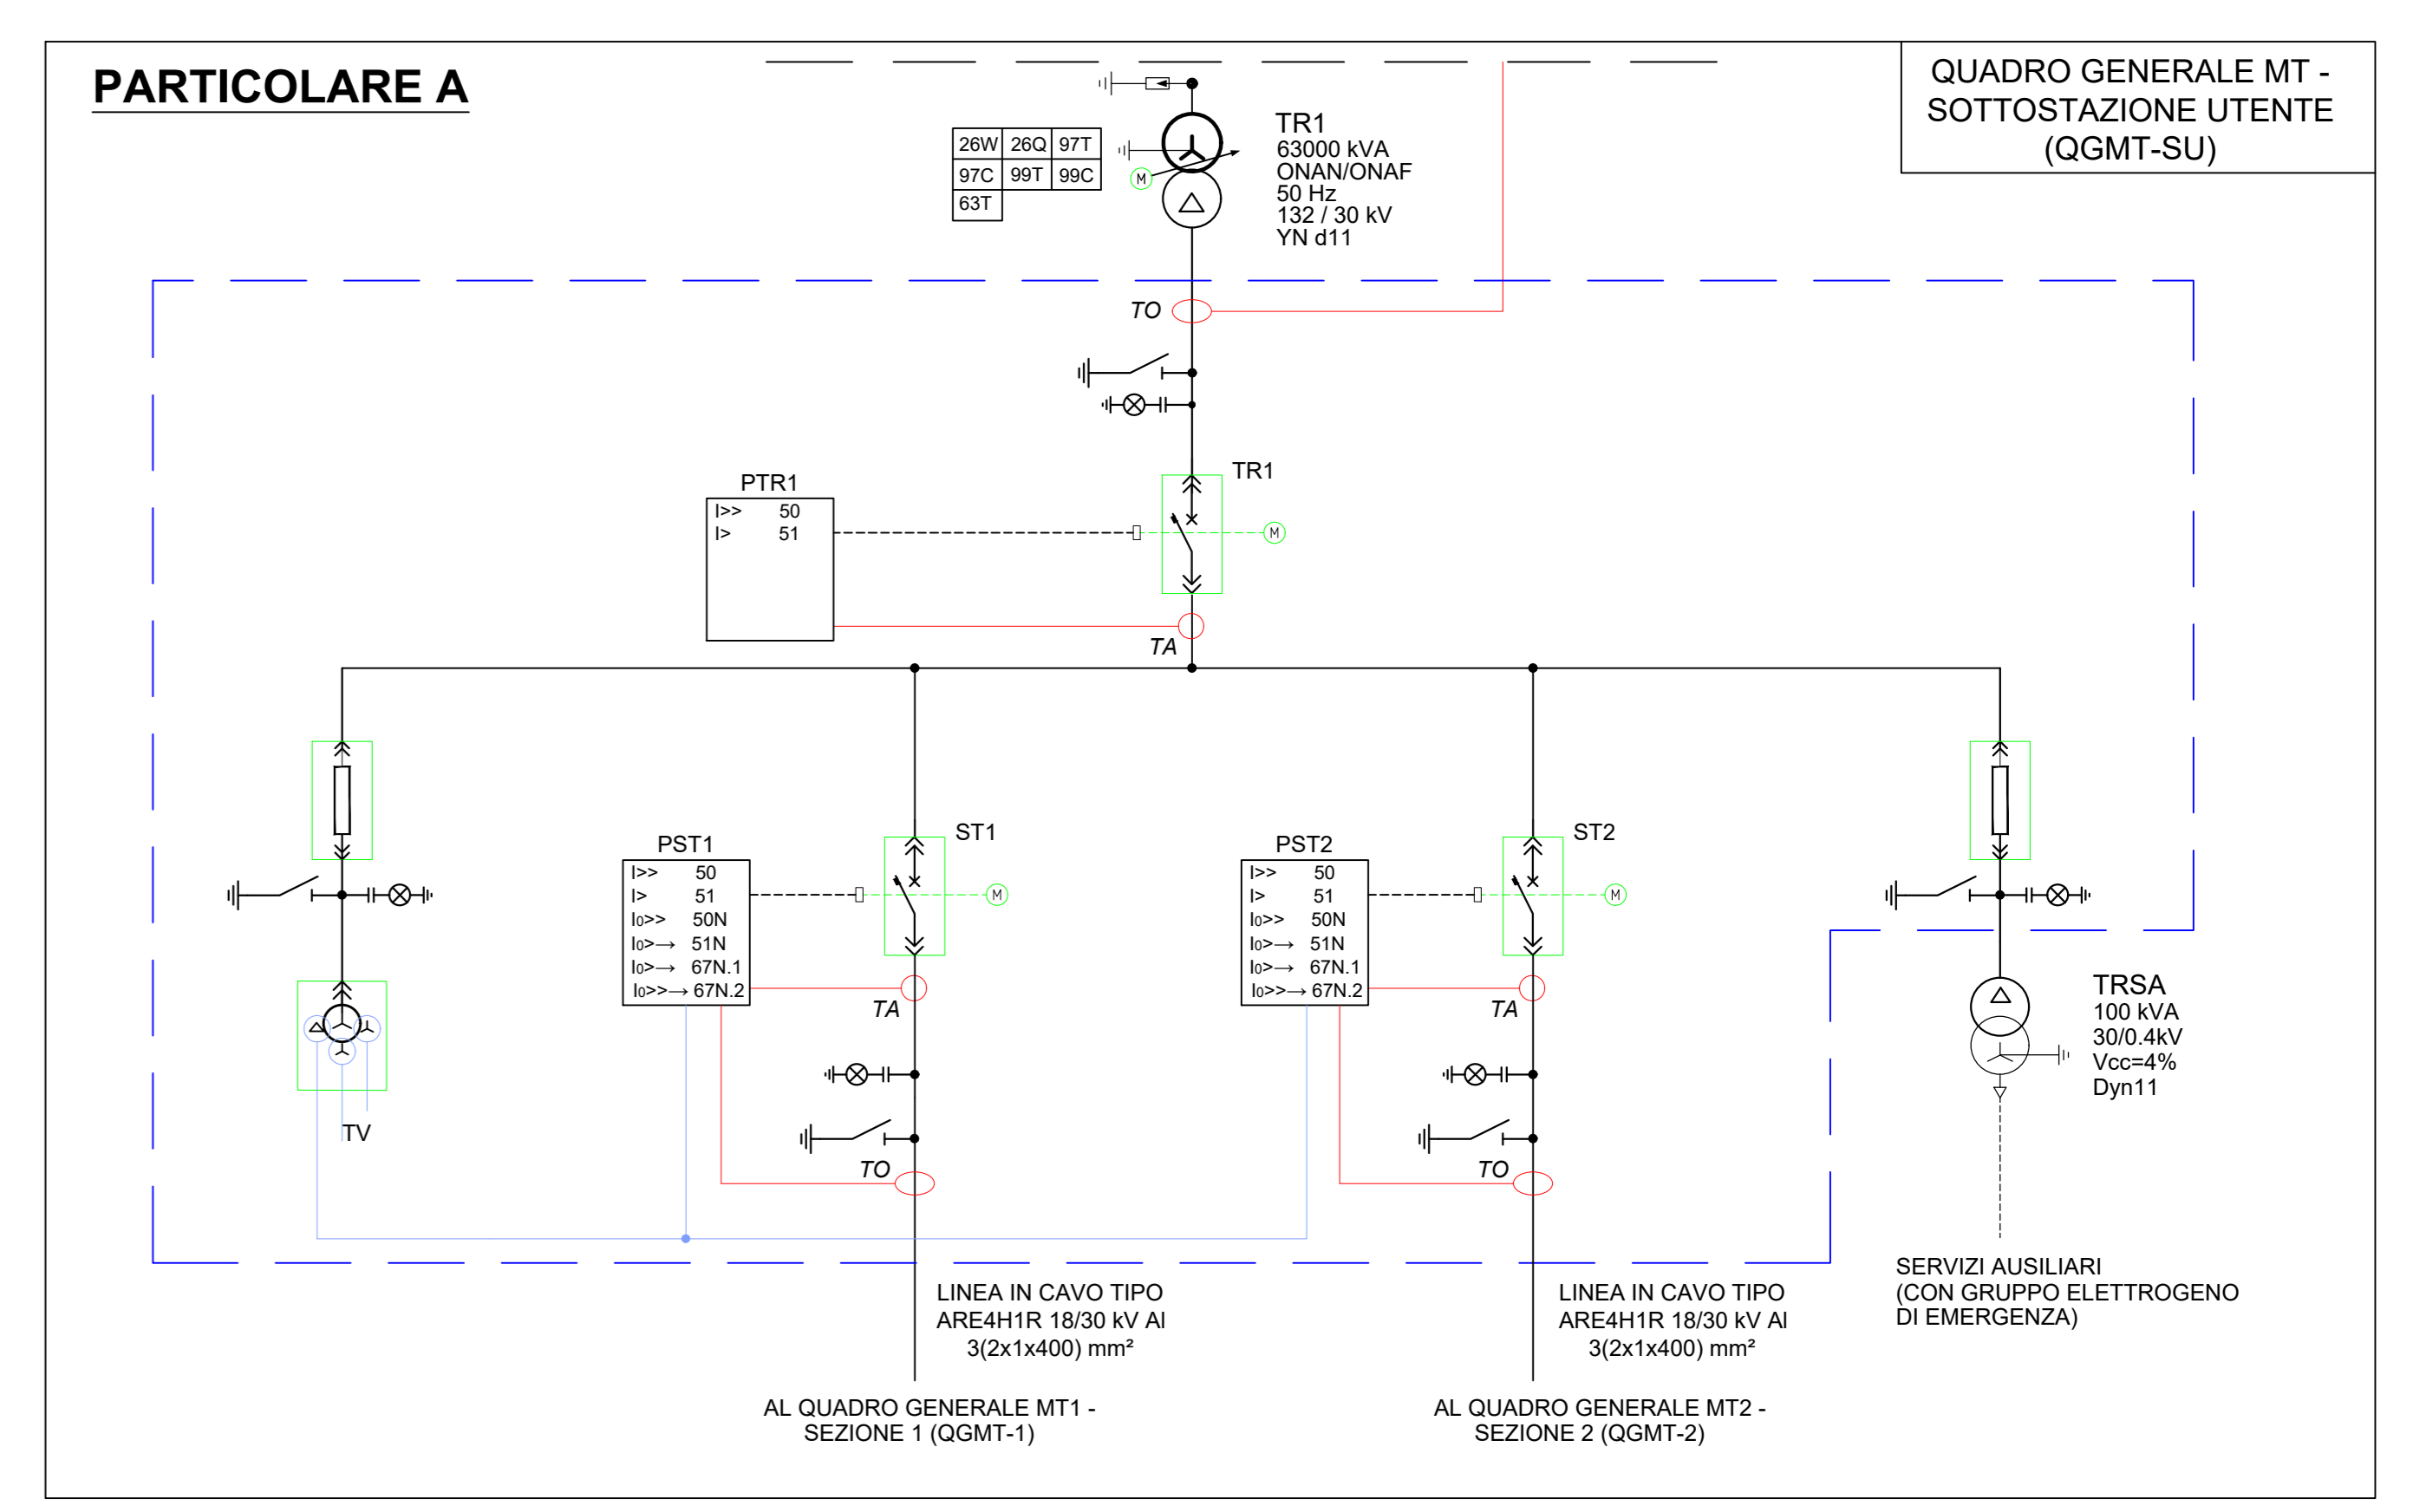 PARTICOLARE A
QUADRO GENERALE MT -
SOTTOSTAZIONE UTENTE
(QGMT-SU)
26W 26Q 97T
97C 99T 99C
63T
M
TR1
63000 kVA
ONAN/ONAF
50 Hz
132 / 30 kV
YN d11
TO
TR1
PTR1
I>> 50
I> 51
M
TA
ST1
PST1
I>> 50
I> 51
I0>> 50N
I0>→ 51N
I0>→ 67N.1
I0>>→ 67N.2
M
TA
TO
ST2
PST2
I>> 50
I> 51
I0>> 50N
I0>→ 51N
I0>→ 67N.1
I0>>→ 67N.2
M
TA
TO
TV
TRSA
100 kVA
30/0.4kV
Vcc=4%
Dyn11
SERVIZI AUSILIARI
(CON GRUPPO ELETTROGENO
DI EMERGENZA)
LINEA IN CAVO TIPO
ARE4H1R 18/30 kV Al
3(2x1x400) mm²
LINEA IN CAVO TIPO
ARE4H1R 18/30 kV Al
3(2x1x400) mm²
AL QUADRO GENERALE MT1 -
SEZIONE 1 (QGMT-1)
AL QUADRO GENERALE MT2 -
SEZIONE 2 (QGMT-2)